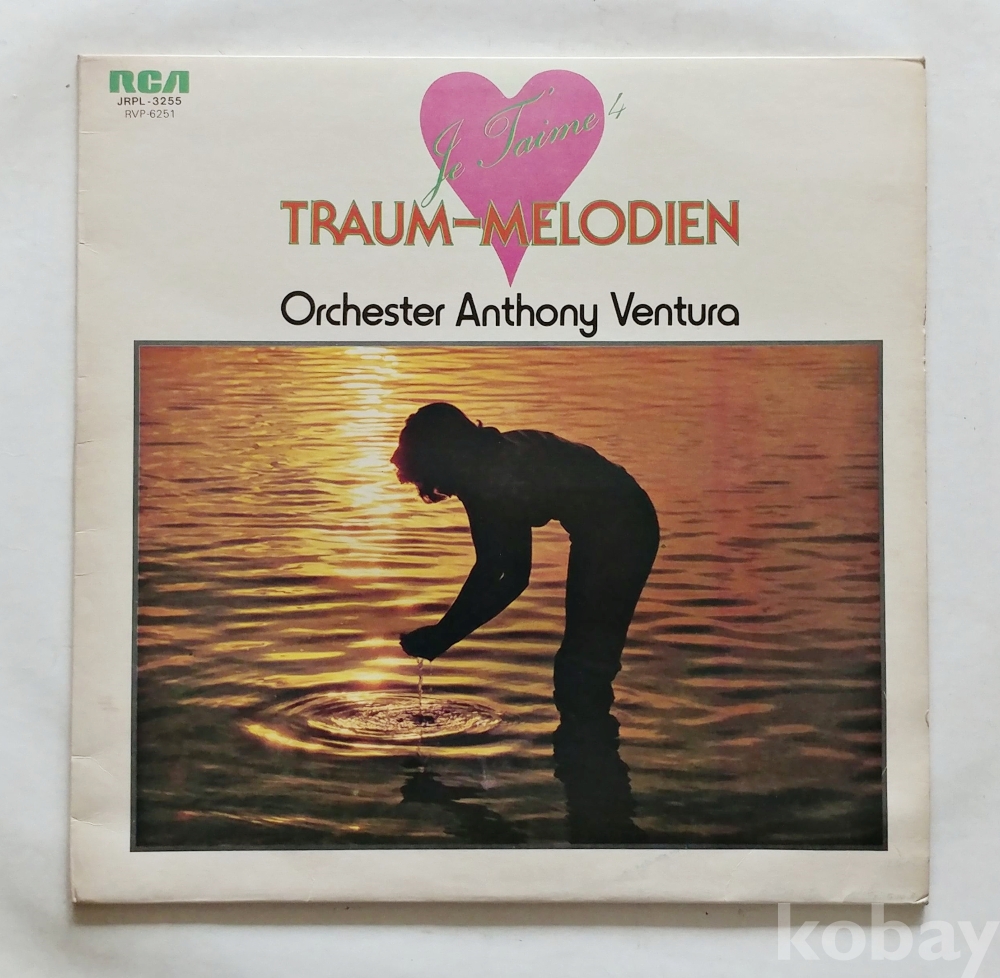 RCA
JRPL-3255
RVP-6251
Je T'aime 4
TRAUM-MELODIEN
Orchester Anthony Ventura
kobay